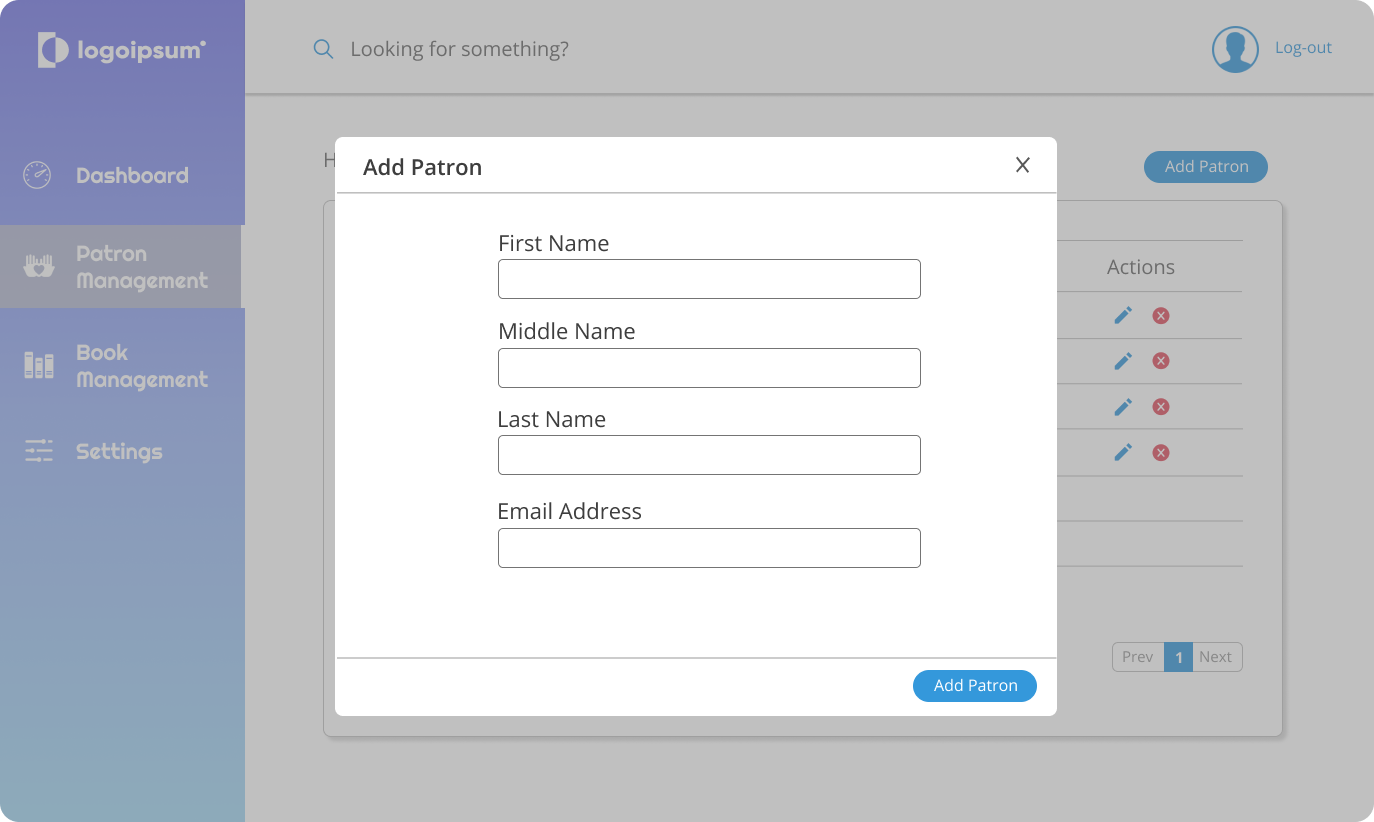 logoipsum
Looking for something?
Log-out
Dashboard
Patron
Management
Book
Management
Settings
H
Add Patron
Actions
Prev 1 Next
Add Patron
X
First Name
Middle Name
Last Name
Email Address
Add Patron